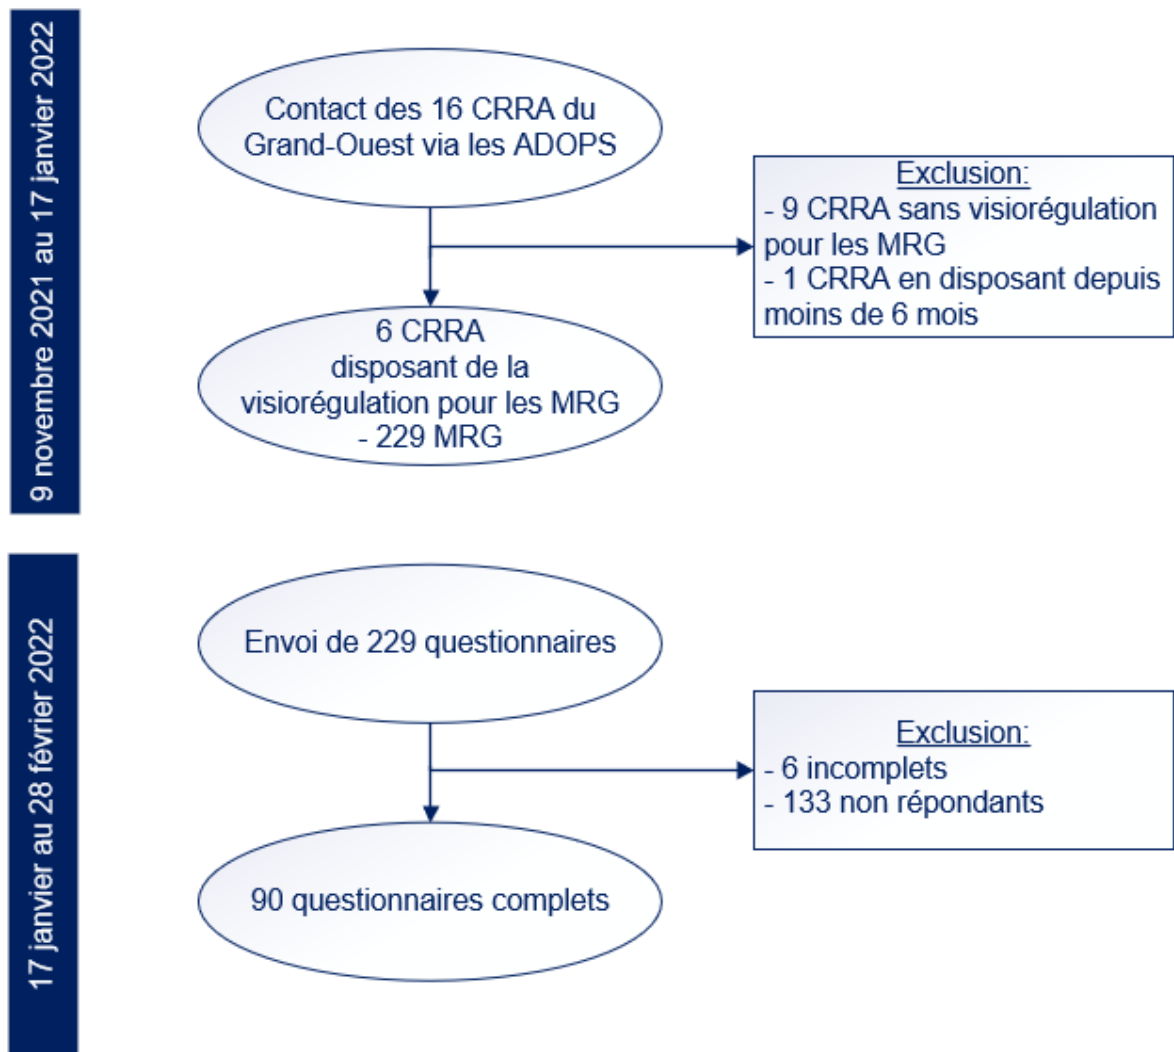 9 novembre 2021 au 17 janvier 2022
Contact des 16 CRRA du
Grand-Ouest via les ADOPS
Exclusion:
- 9 CRRA sans visiorégulation
pour les MRG
- 1 CRRA en disposant depuis
moins de 6 mois
6 CRRA
disposant de la
visiorégulation pour les MRG
- 229 MRG
17 janvier au 28 février 2022
Envoi de 229 questionnaires
Exclusion:
- 6 incomplets
- 133 non répondants
90 questionnaires complets